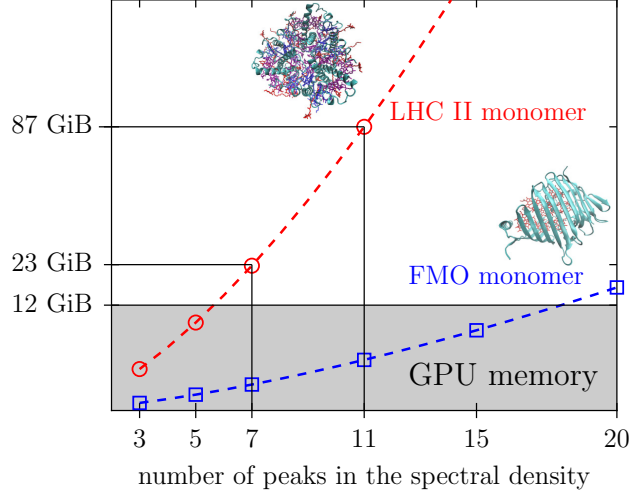 87 GiB
LHC II monomer
23 GiB
FMO monomer
12 GiB
GPU memory
3 5 7 11 15 20
number of peaks in the spectral density